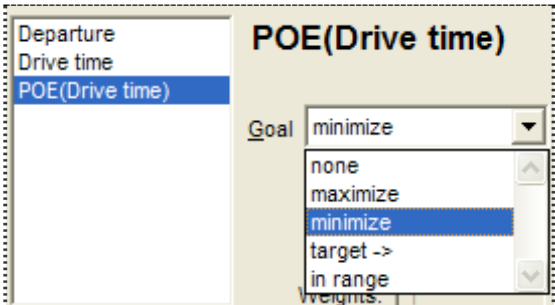 Departure
Drive time
POE(Drive time)
POE(Drive time)
Goal minimize
none
maximize
minimize
target ->
in range
Weights: